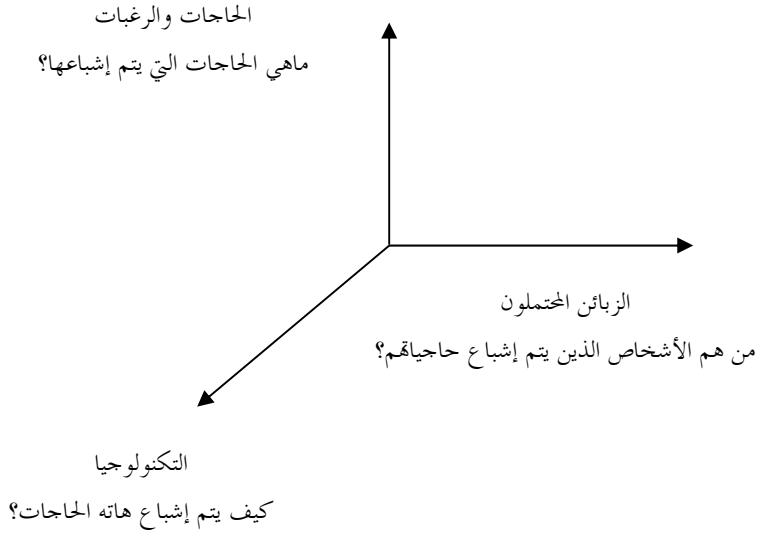 الحاجات والرغبات
ماهي الحاجات التي يتم إشباعها؟
الزبائن المحتملون
من هم الأشخاص الذين يتم إشباع حاجياتهم؟
التكنولوجيا
كيف يتم إشباع هاته الحاجات؟